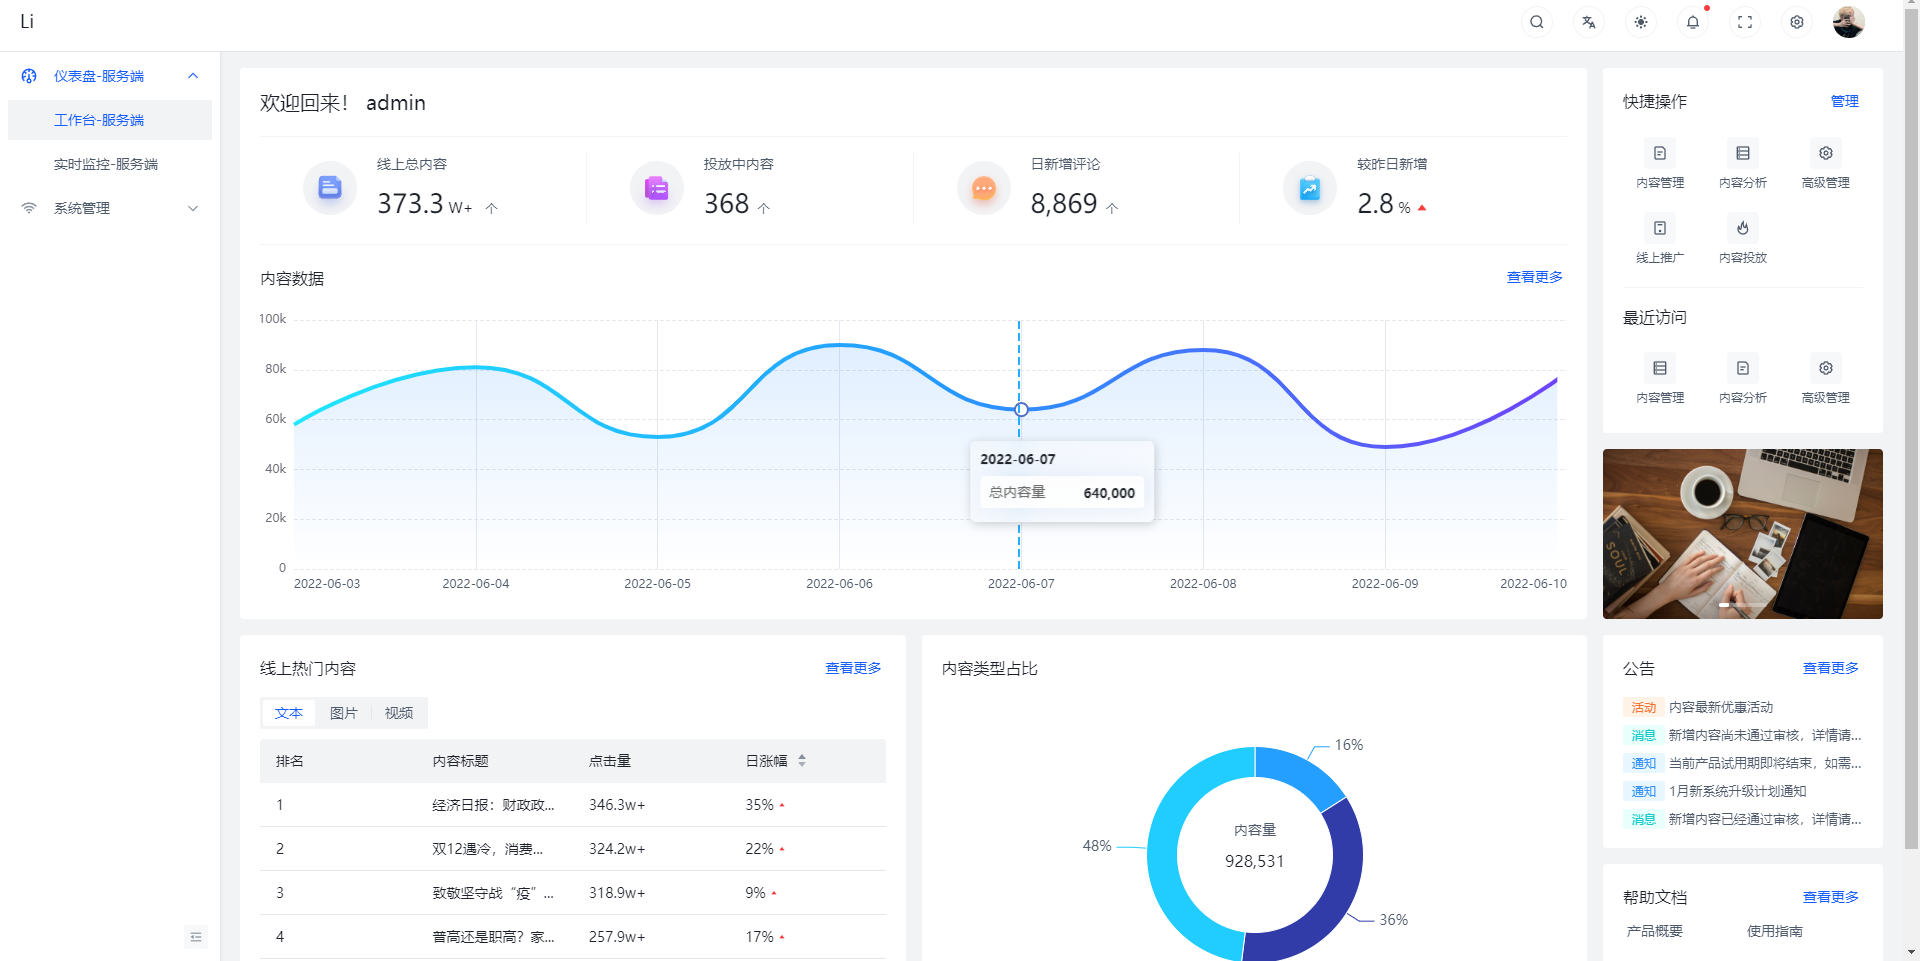 Li
仪表盘-服务端
工作台-服务端
实时监控-服务端
系统管理
欢迎回来！ admin
线上总内容
373.3 W+ 个
投放中内容
368 个
日新增评论
8,869 个
较昨日新增
2.8 %
内容数据
查看更多
100k
80k
60k
40k
20k
0
2022-06-03 2022-06-04 2022-06-05 2022-06-06 2022-06-07 2022-06-08 2022-06-09 2022-06-10
2022-06-07
总内容量 640,000
快捷操作 管理
内容管理 内容分析 高级管理
线上推广 内容投放
最近访问
内容管理 内容分析 高级管理
SOUL
线上热门内容 查看更多
文本 图片 视频
排名 内容标题 点击量 日涨幅
1 经济日报：财政政... 346.3w+ 35%
2 双12遇冷，消费... 324.2w+ 22%
3 致敬坚守战“疫”... 318.9w+ 9%
4 普高还是职高？家... 257.9w+ 17%
内容类型占比
16%
48%
36%
内容量
928,531
公告 查看更多
活动 内容最新优惠活动
消息 新增内容尚未通过审核，详情请...
通知 当前产品试用期即将结束，如需...
通知 1月新系统升级计划通知
消息 新增内容已经通过审核，详情请...
帮助文档 查看更多
产品概要 使用指南